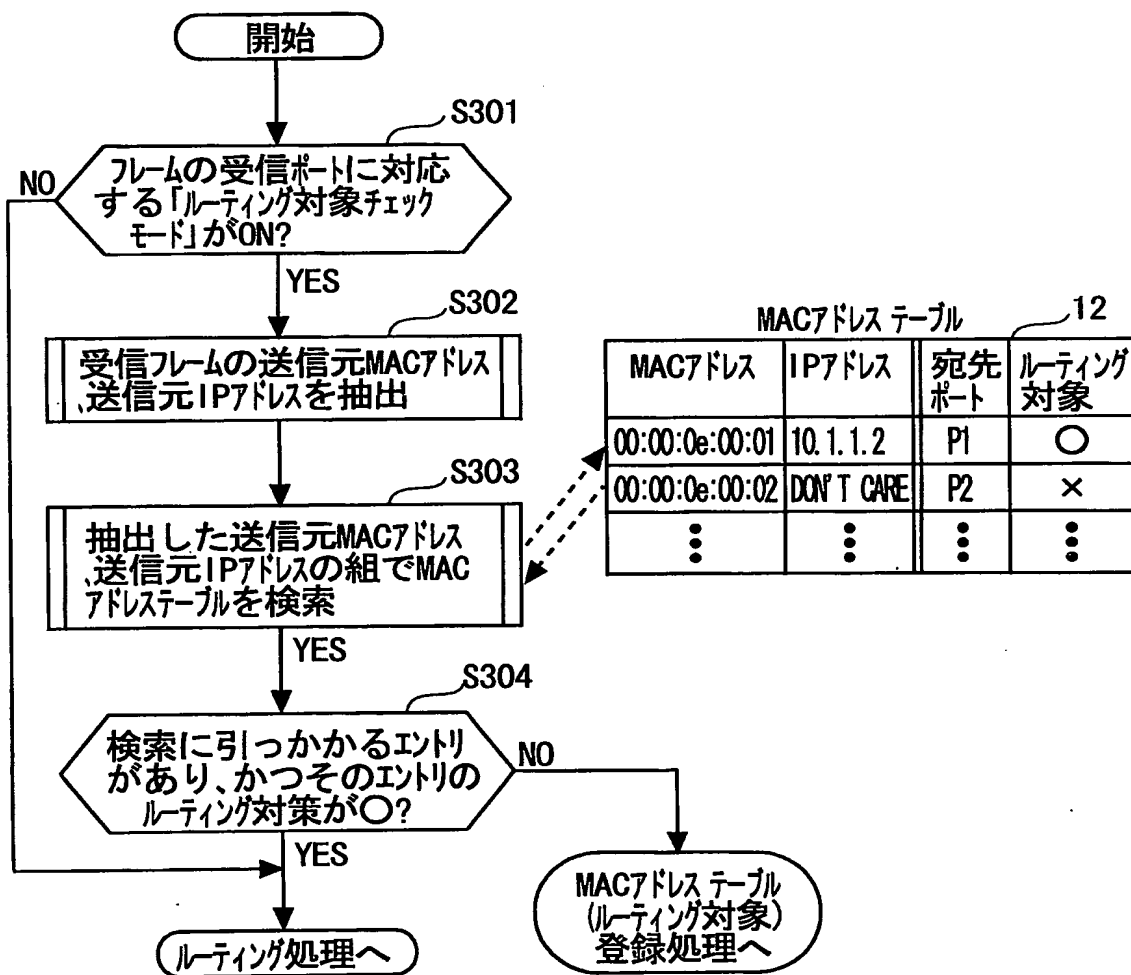 開始
S301
フレームの受信ポートに対応
する「ルーティング対象チェック
モード」がON?
NO
YES
S302
受信フレームの送信元MACアドレス
、送信元IPアドレスを抽出
S303
抽出した送信元MACアドレス
、送信元IPアドレスの組でMAC
アドレステーブルを検索
YES
MACアドレス テーブル
12
MACアドレス IPアドレス 宛先ポート ルーティング対象
00:00:0e:00:01 10.1.1.2 P1 ○
00:00:0e:00:02 DON'T CARE P2 ×
S304
検索に引っかかるエントリ
があり、かつそのエントリの
ルーティング対策が○?
NO
YES
ルーティング処理へ
MACアドレス テーブル
(ルーティング対象)
登録処理へ